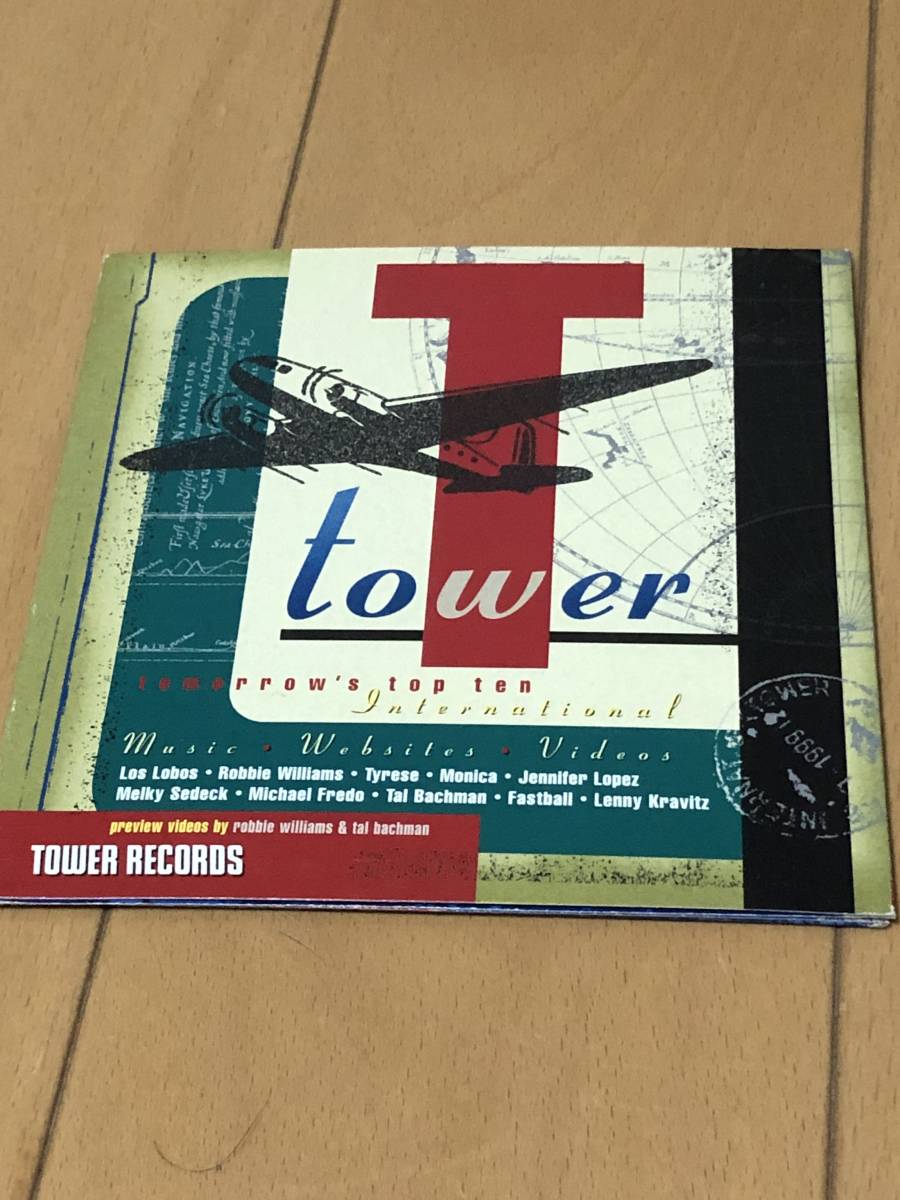 NAVIGATION
T
tower
tomorrow's top ten
International
Music • Websites • Videos
Los Lobos • Robbie Williams • Tyrese • Monica • Jennifer Lopez
Melky Sedeck • Michael Fredo • Tal Bachman • Fastball • Lenny Kravitz
TOWER
1999
preview videos by robbie williams & tal bachman
TOWER RECORDS